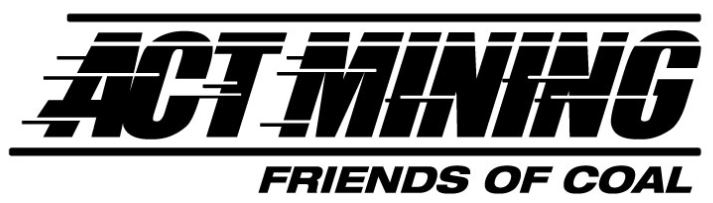 ACT MINING
FRIENDS OF COAL